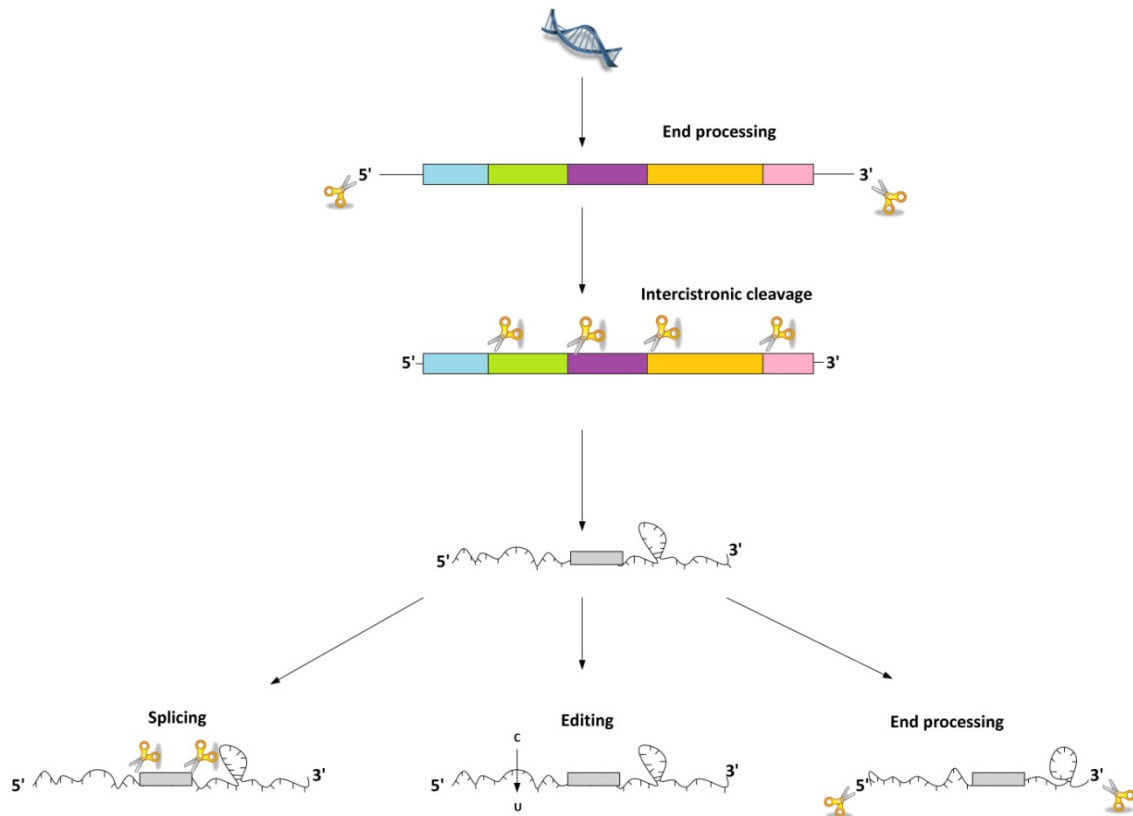 End processing
5'
3'
Intercistronic cleavage
5'
3'
5'
3'
Splicing
5'
3'
Editing
C
5'
3'
U
End processing
5'
3'